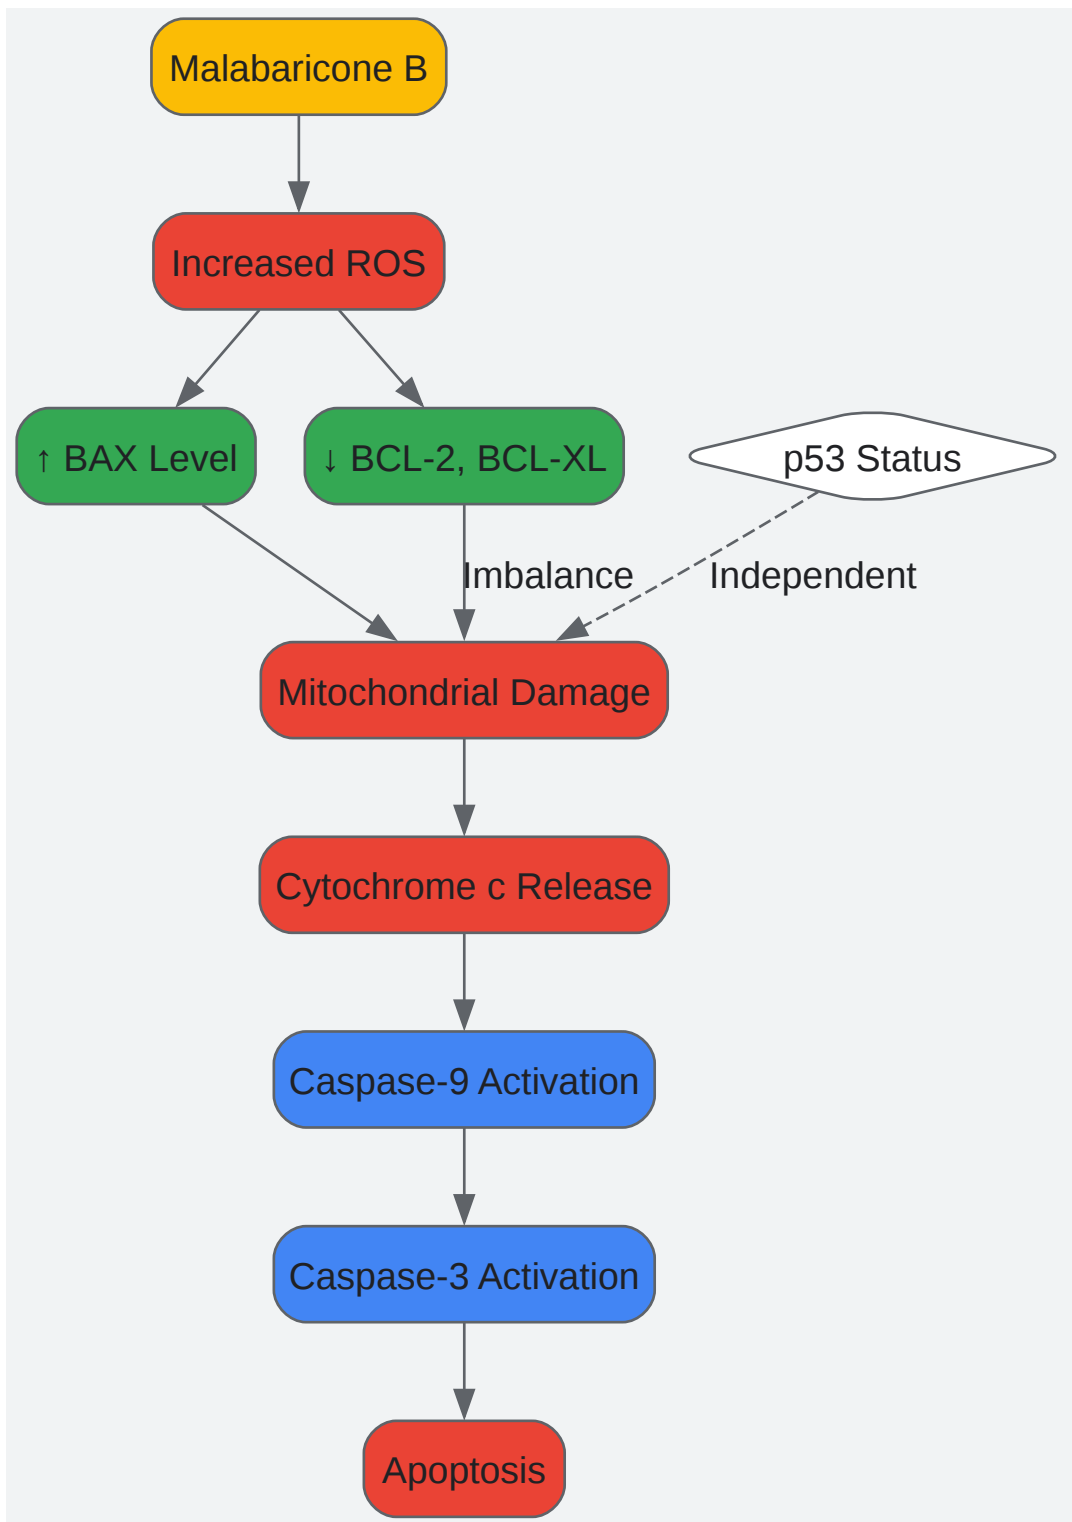 Malabaricone B
Increased ROS
↑ BAX Level
↓ BCL-2, BCL-XL
p53 Status
Imbalance
Independent
Mitochondrial Damage
Cytochrome c Release
Caspase-9 Activation
Caspase-3 Activation
Apoptosis